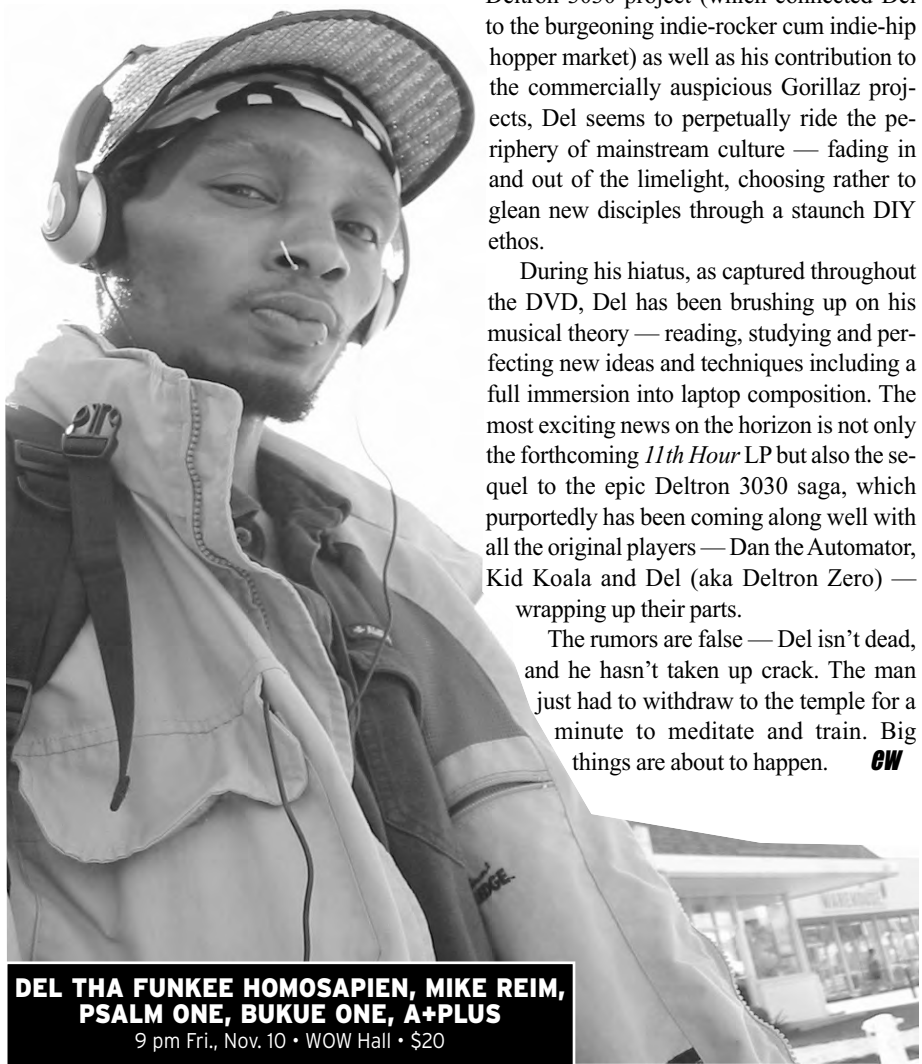 Deltron 3030 project (which connected Del
to the burgeoning indie-rocker cum indie-hip
hopper market) as well as his contribution to
the commercially auspicious Gorillaz proj-
ects, Del seems to perpetually ride the pe-
riphery of mainstream culture — fading in
and out of the limelight, choosing rather to
glean new disciples through a staunch DIY
ethos.
During his hiatus, as captured throughout
the DVD, Del has been brushing up on his
musical theory — reading, studying and per-
fecting new ideas and techniques including a
full immersion into laptop composition. The
most exciting news on the horizon is not only
the forthcoming 11th Hour LP but also the se-
quel to the epic Deltron 3030 saga, which
purportedly has been coming along well with
all the original players — Dan the Automator,
Kid Koala and Del (aka Deltron Zero) —
wrapping up their parts.
The rumors are false — Del isn’t dead,
and he hasn’t taken up crack. The man
just had to withdraw to the temple for a
minute to meditate and train. Big
things are about to happen. ew
WAREHOUSE
DEL THA FUNKEE HOMOSAPIEN, MIKE REIM,
PSALM ONE, BUKUE ONE, A+PLUS
9 pm Fri., Nov. 10 • WOW Hall • $20